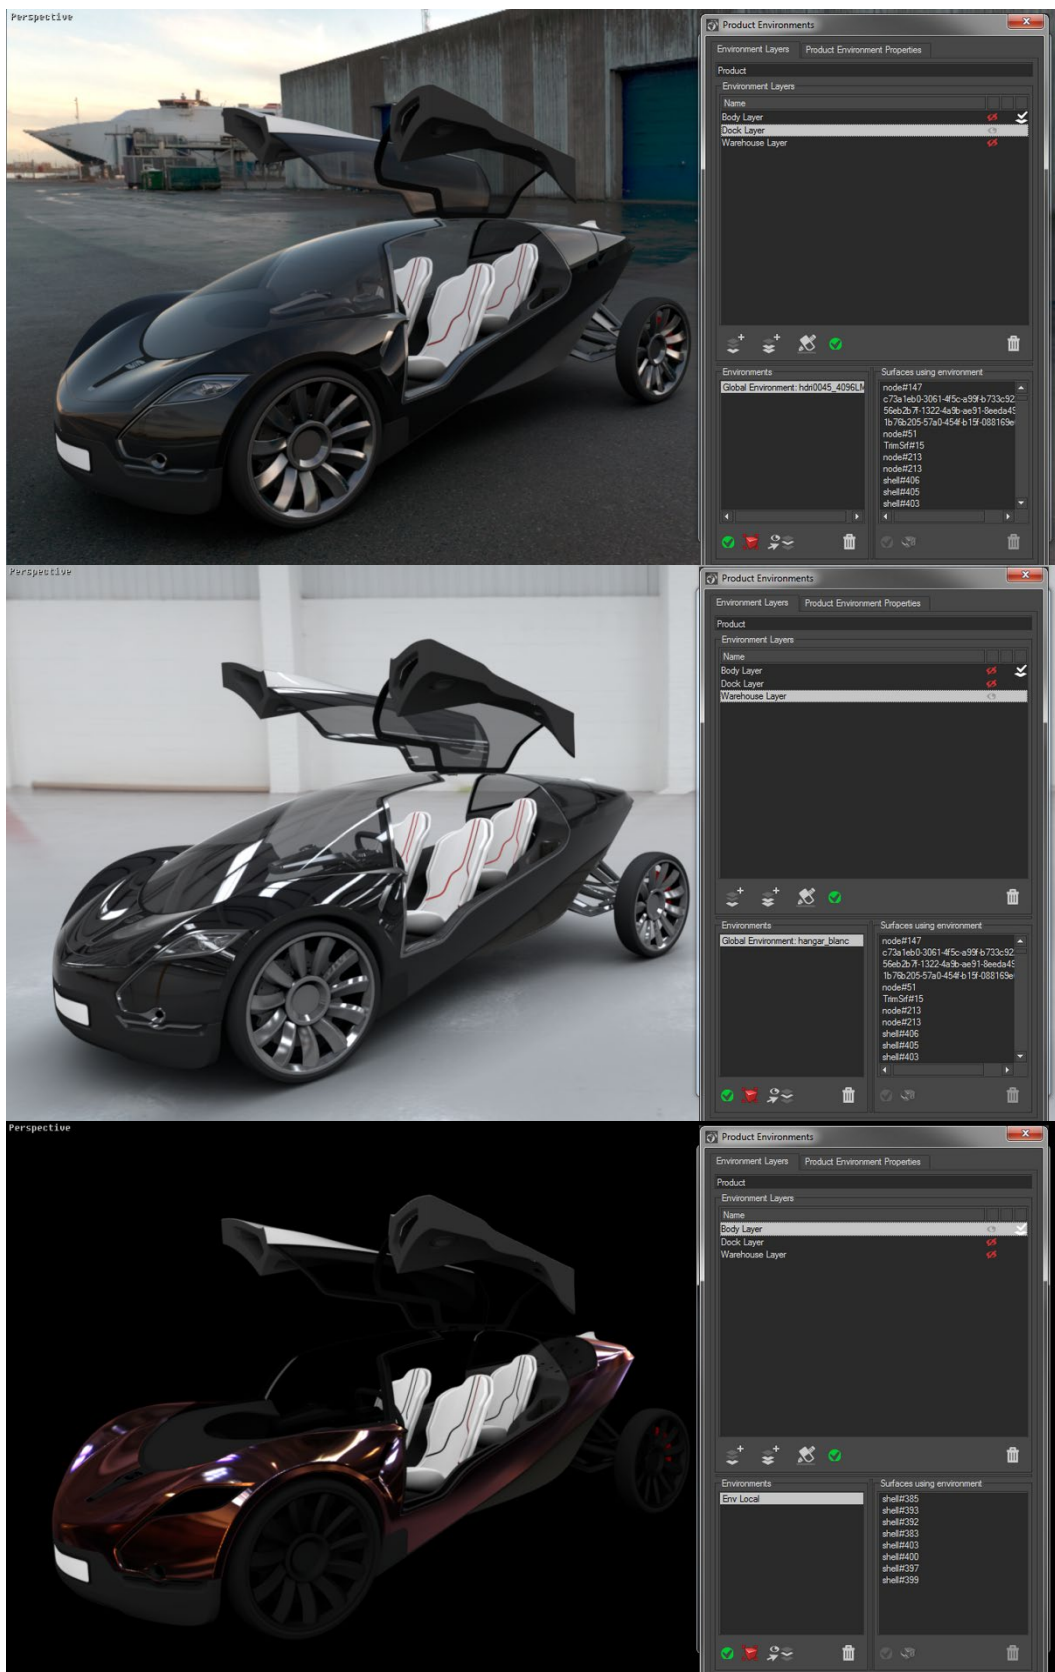 Perspective
Product Environments
Environment Layers
Product Environment Properties
Product
Environment Layers
Name
Body Layer
Dock Layer
Warehouse Layer
Environments
Surfaces using environment
Global Environment: hdri0045_4096LM
node#147
c73a1eb0-3061-4f5c-a99f-b733c92
56eb2b7f-1322-4a9b-ae91-8eeda45
1b76b205-57a0-454f-b15f-088169e
node#51
TrimSrf#15
node#213
node#213
shell#406
shell#405
shell#403
Perspective
Product Environments
Environment Layers
Product Environment Properties
Product
Environment Layers
Name
Body Layer
Dock Layer
Warehouse Layer
Environments
Surfaces using environment
Global Environment: hangar_blanc
node#147
c73a1eb0-3061-4f5c-a99f-b733c92
56eb2b7f-1322-4a9b-ae91-8eeda45
1b76b205-57a0-454f-b15f-088169e
node#51
TrimSrf#15
node#213
node#213
shell#406
shell#405
shell#403
Perspective
Product Environments
Environment Layers
Product Environment Properties
Product
Environment Layers
Name
Body Layer
Dock Layer
Warehouse Layer
Environments
Surfaces using environment
Env Local
shell#385
shell#393
shell#392
shell#383
shell#403
shell#400
shell#397
shell#399